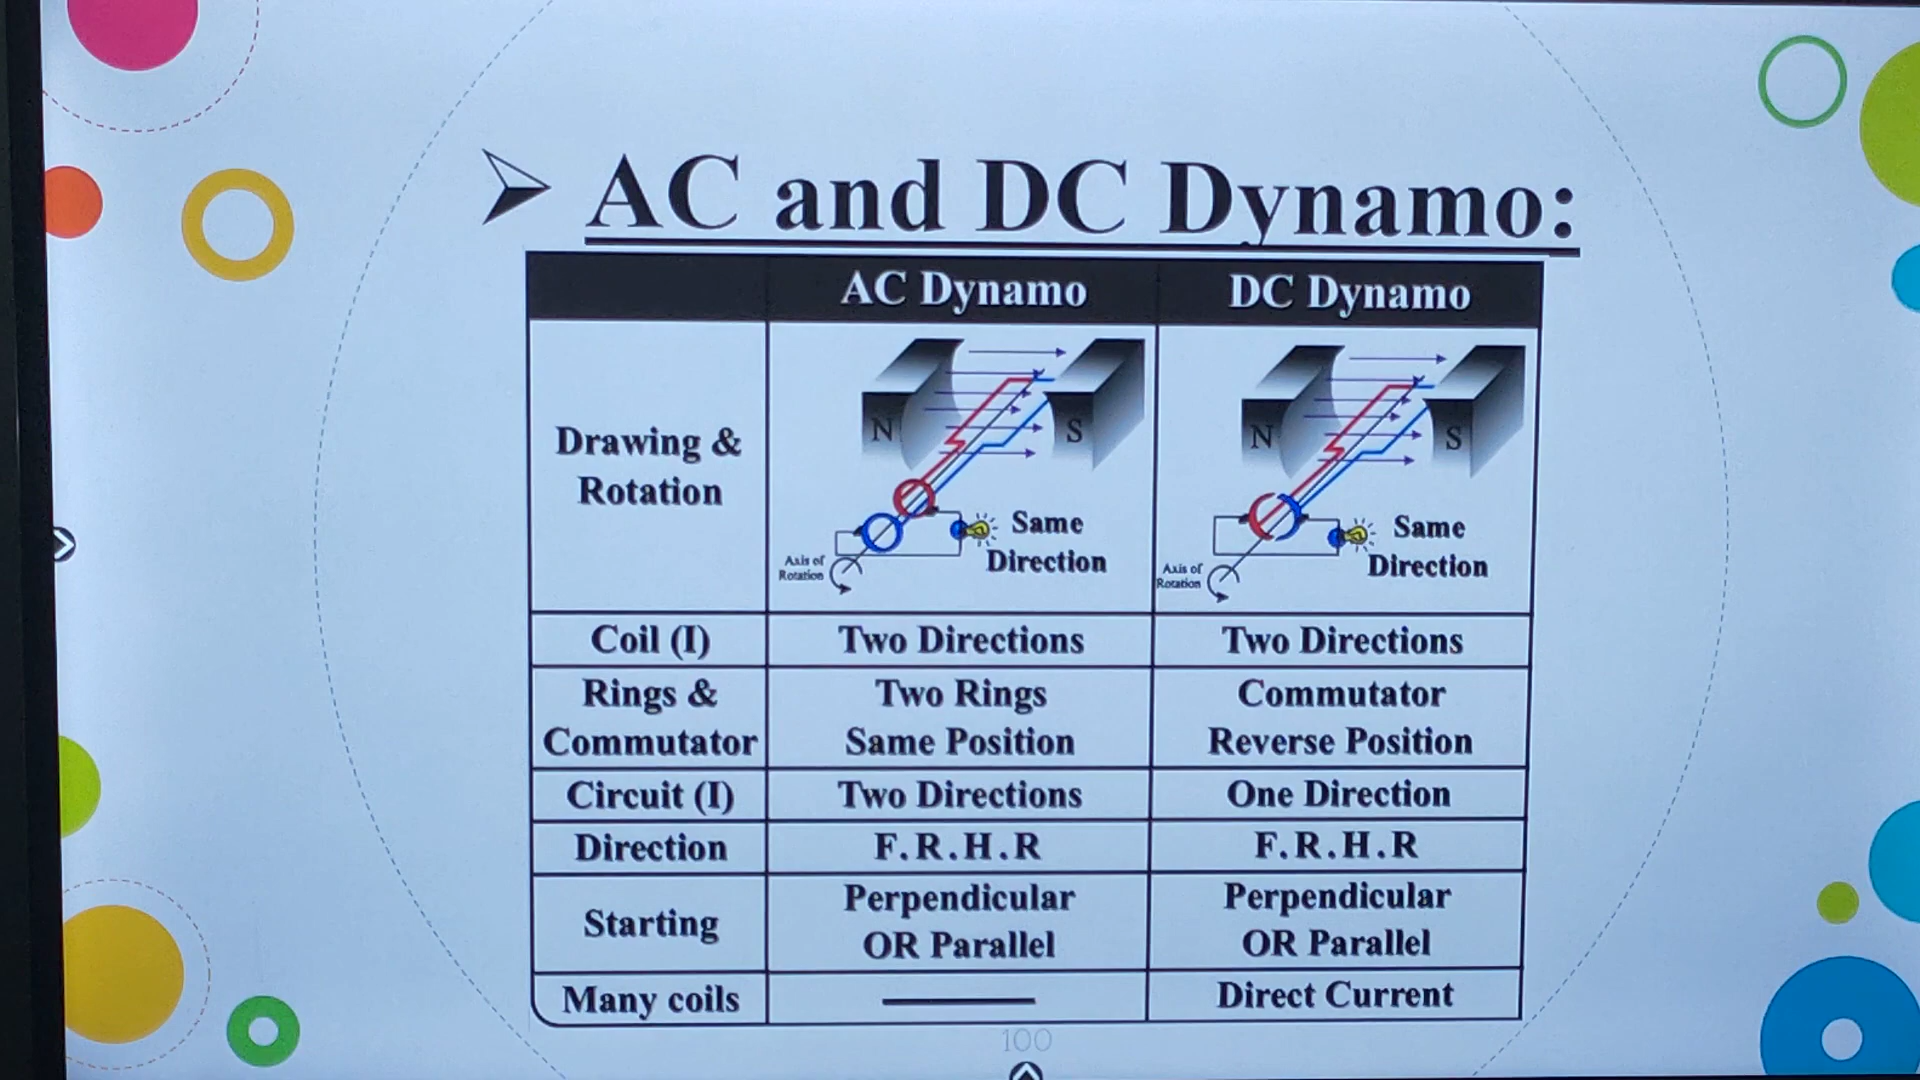 AC and DC Dynamo:
AC Dynamo
DC Dynamo
Drawing &
Rotation
N
S
Same
Direction
Axis of
Rotation
N
S
Same
Direction
Axis of
Rotation
Coil (I)
Two Directions
Two Directions
Rings &
Commutator
Two Rings
Same Position
Commutator
Reverse Position
Circuit (I)
Two Directions
One Direction
Direction
F.R.H.R
F.R.H.R
Starting
Perpendicular
OR Parallel
Perpendicular
OR Parallel
Many coils
Direct Current
100